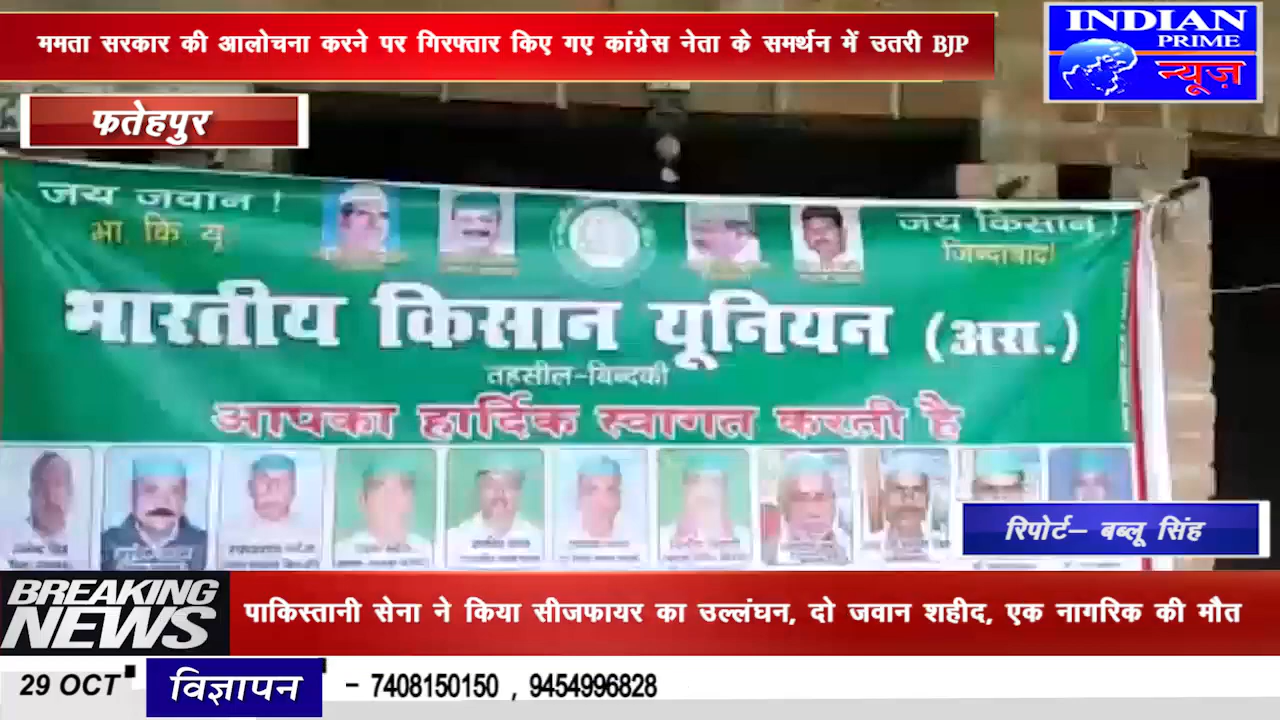 ममता सरकार की आलोचना करने पर गिरफ्तार किए गए कांग्रेस नेता के समर्थन में उतरी BJP
INDIAN
PRIME
न्यूज़
फतेहपुर
जय जवान !
भा. कि. यू.
जय किसान !
जिन्दाबाद!
भारतीय किसान यूनियन (अरा.)
तहसील-बिन्दकी
आपका हार्दिक स्वागत करती है
रिपोर्ट– बब्लू सिंह
BREAKING
NEWS
पाकिस्तानी सेना ने किया सीजफायर का उल्लंघन, दो जवान शहीद, एक नागरिक की मौत
29 OCT
विज्ञापन
– 7408150150 , 9454996828